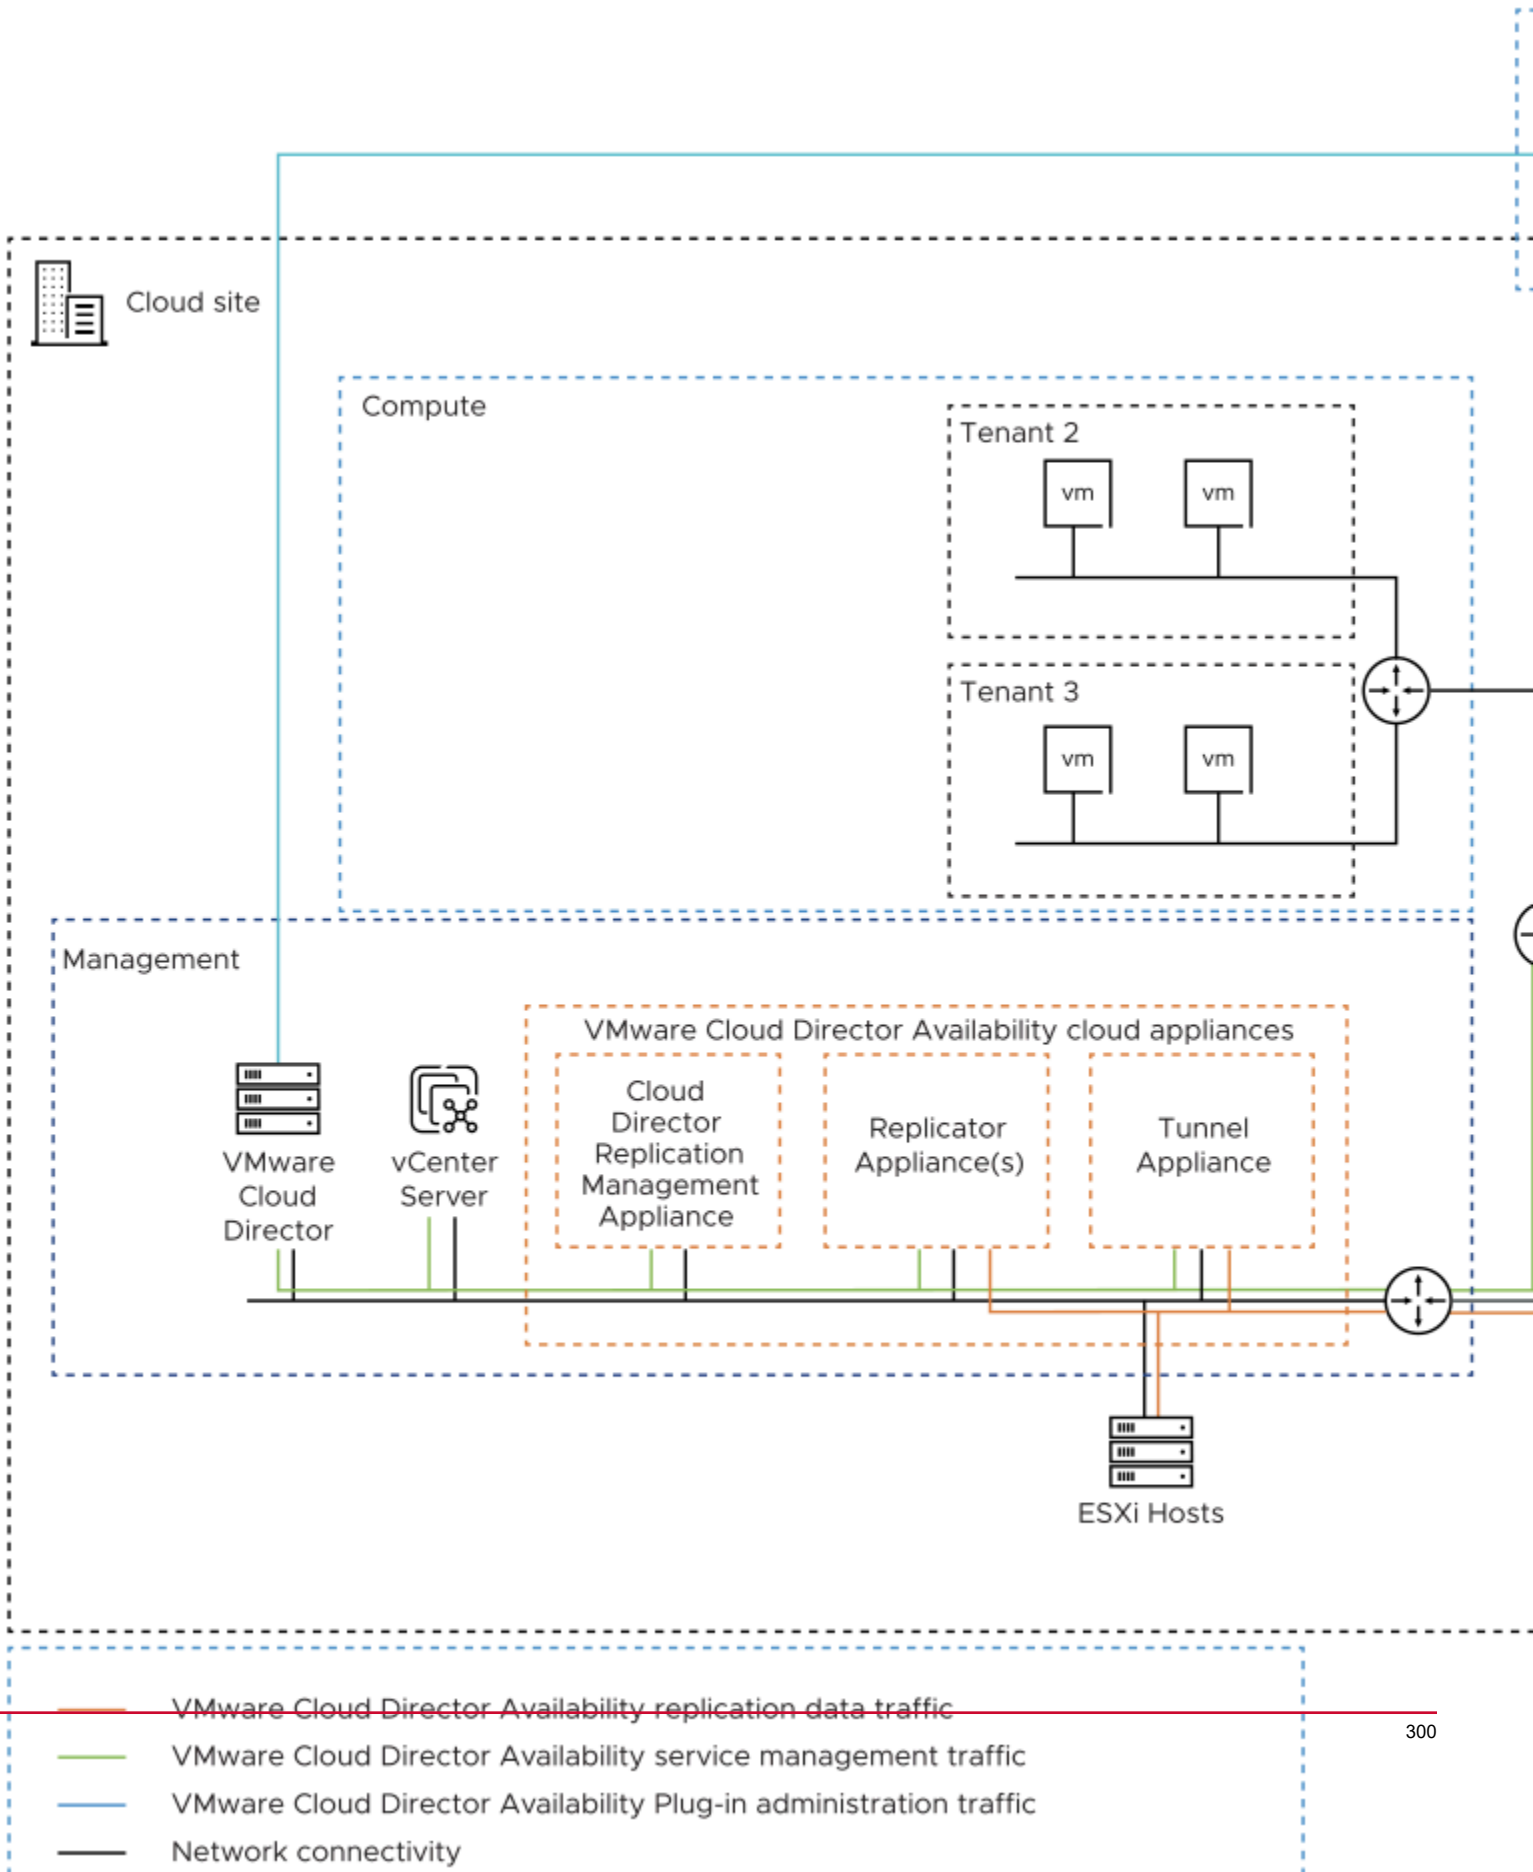 Cloud site
Compute
Tenant 2
vm vm
Tenant 3
vm vm
Management
VMware Cloud Director Availability cloud appliances
VMware
Cloud
Director
vCenter
Server
Cloud
Director
Replication
Management
Appliance
Replicator
Appliance(s)
Tunnel
Appliance
ESXi Hosts
VMware Cloud Director Availability replication data traffic
300
VMware Cloud Director Availability service management traffic
VMware Cloud Director Availability Plug-in administration traffic
Network connectivity